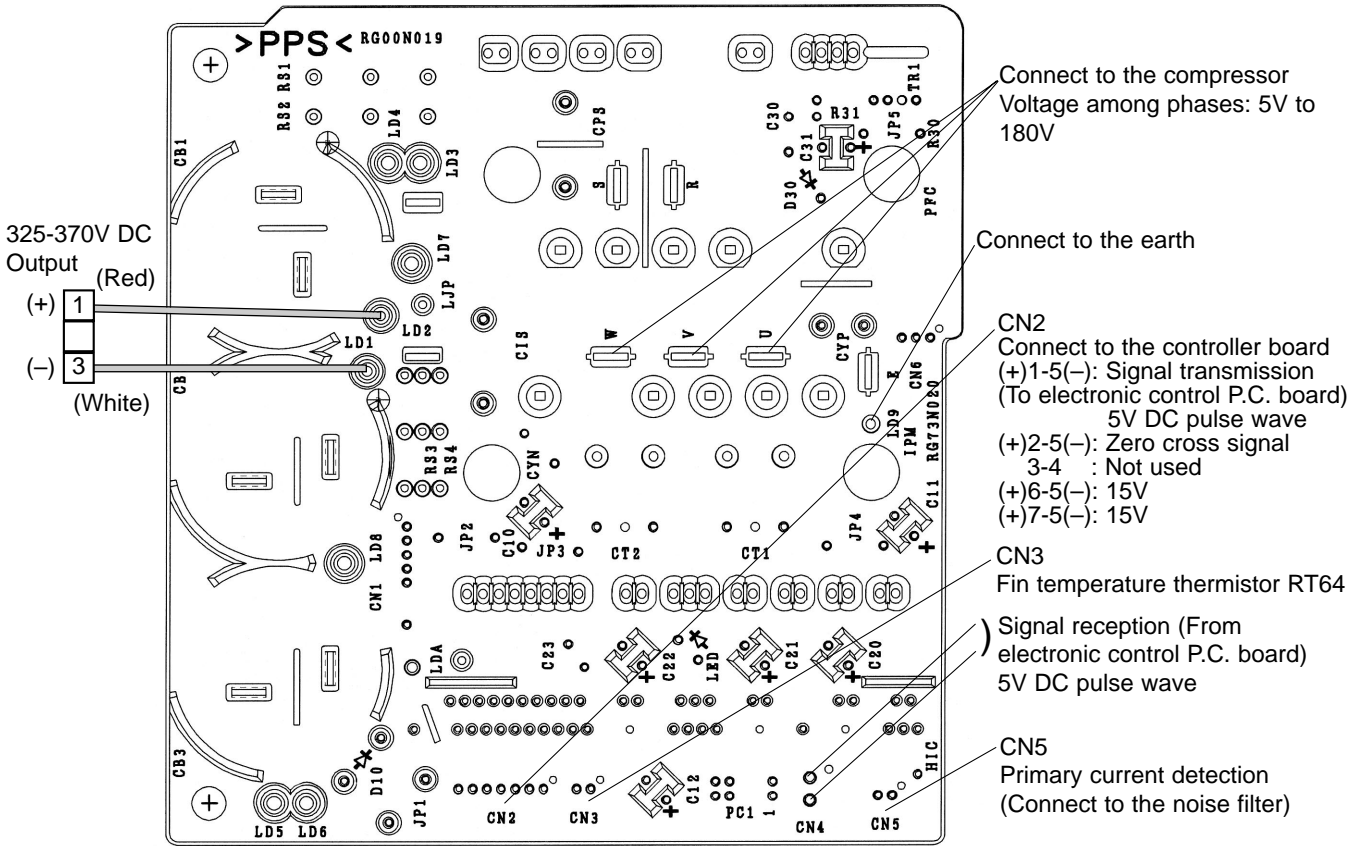 >PPS< RG00N019
RS1
RS2
LD4
LD3
CB1
CPS
C30
R31
C31
JP5
TR1
R30
D30
PFC
S
R
Connect to the compressor
Voltage among phases: 5V to
180V
325-370V DC
Output
(Red)
(+) 1
(–) 3
(White)
LD7
LJP
LD2
LD1
CB
CIS
W
V
U
CYP
E
CN6
Connect to the earth
LD9
IPM
RG73N020
CN2
Connect to the controller board
(+)1-5(–): Signal transmission
(To electronic control P.C. board)
5V DC pulse wave
(+)2-5(–): Zero cross signal
3-4 : Not used
(+)6-5(–): 15V
(+)7-5(–): 15V
RS3
RS4
CYN
C11
LD8
JP2
C10
JP3
CT2
CT1
JP4
CN1
CN3
Fin temperature thermistor RT64
LDA
C23
C22
LED
C21
C20
Signal reception (From
electronic control P.C. board)
5V DC pulse wave
CB3
D10
JP1
LD5 LD6
CN2
CN3
C12
PC1
1
CN4
CN5
HIC
CN5
Primary current detection
(Connect to the noise filter)